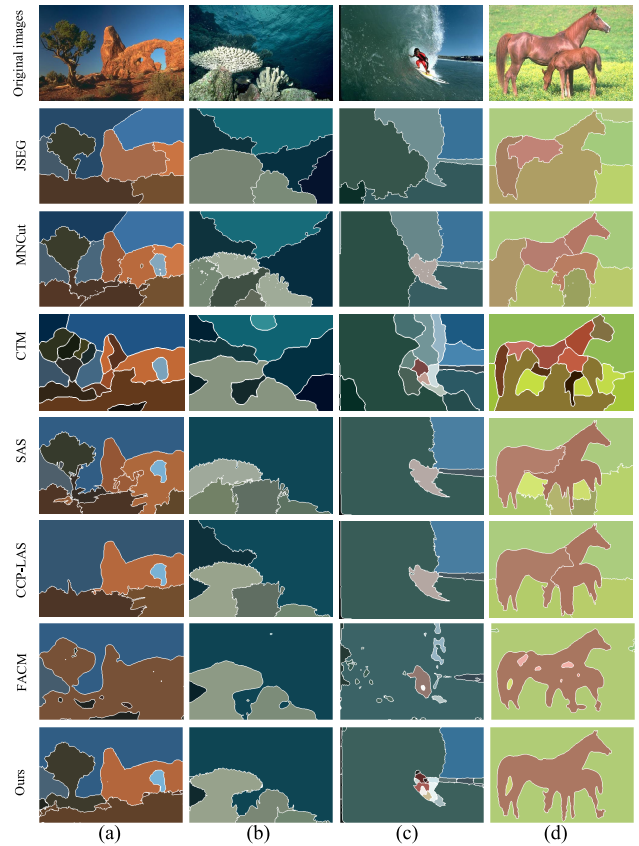 Original images
JSEG
MNCut
CTM
SAS
CCP-LAS
FACM
Ours
(a) (b) (c) (d)